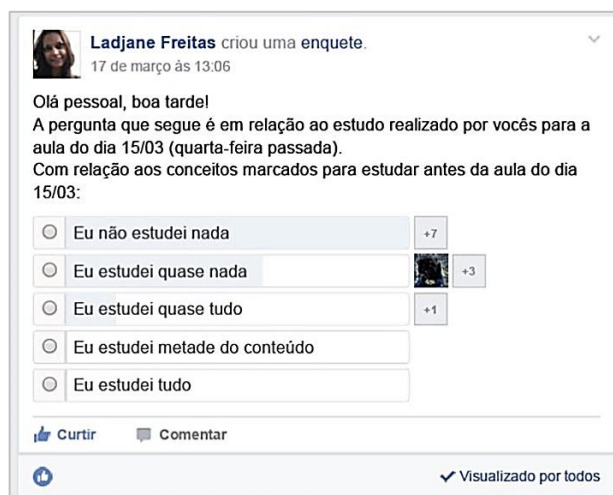 Ladjane Freitas criou uma enquete.
17 de março às 13:06
Olá pessoal, boa tarde!
A pergunta que segue é em relação ao estudo realizado por vocês para a
aula do dia 15/03 (quarta-feira passada).
Com relação aos conceitos marcados para estudar antes da aula do dia
15/03:
Eu não estudei nada +7
Eu estudei quase nada +3
Eu estudei quase tudo +1
Eu estudei metade do conteúdo
Eu estudei tudo
Curtir Comentar
Visualizado por todos